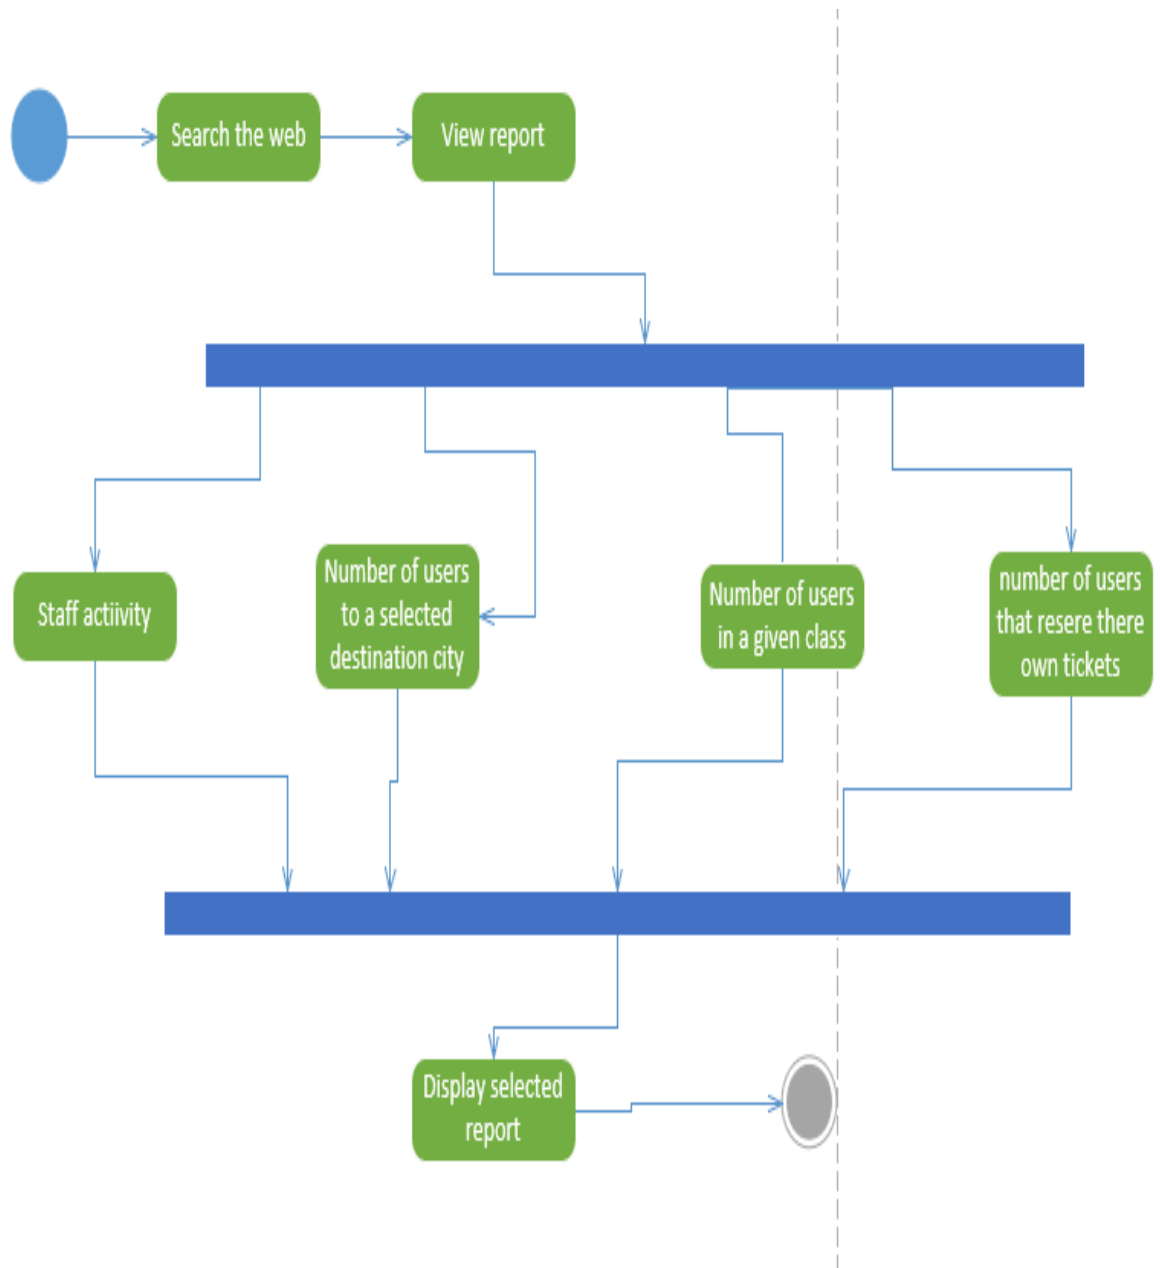 Search the web
View report
Staff actiivity
Number of users
to a selected
destination city
Number of users
in a given class
number of users
that resere there
own tickets
Display selected
report